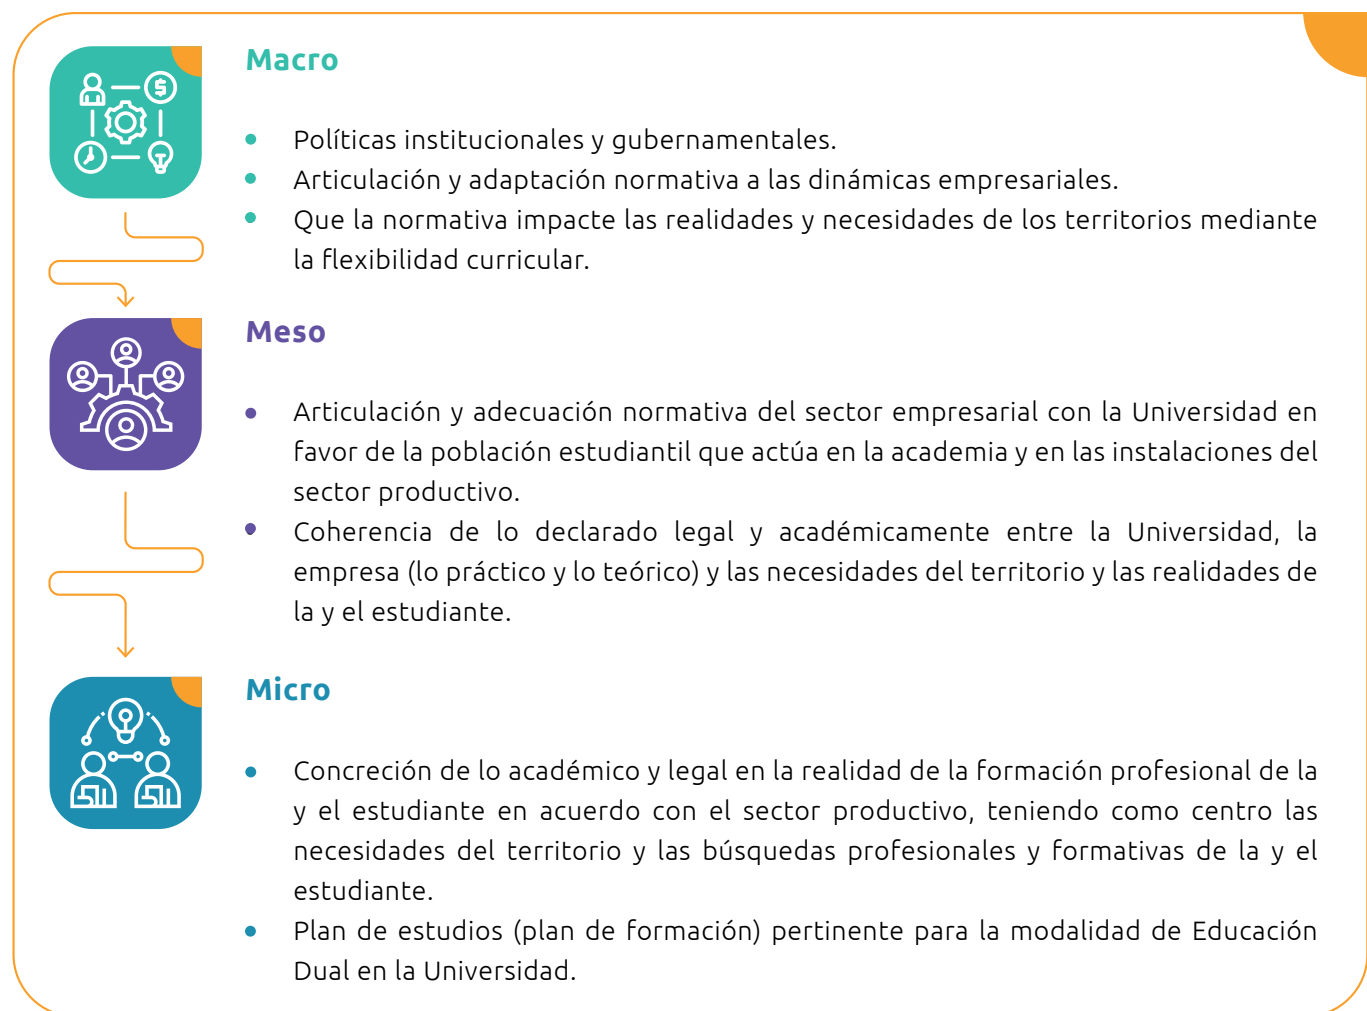 Macro
• Políticas institucionales y gubernamentales.
• Articulación y adaptación normativa a las dinámicas empresariales.
• Que la normativa impacte las realidades y necesidades de los territorios mediante
la flexibilidad curricular.
Meso
• Articulación y adecuación normativa del sector empresarial con la Universidad en
favor de la población estudiantil que actúa en la academia y en las instalaciones del
sector productivo.
• Coherencia de lo declarado legal y académicamente entre la Universidad, la
empresa (lo práctico y lo teórico) y las necesidades del territorio y las realidades de
la y el estudiante.
Micro
• Concreción de lo académico y legal en la realidad de la formación profesional de la
y el estudiante en acuerdo con el sector productivo, teniendo como centro las
necesidades del territorio y las búsquedas profesionales y formativas de la y el
estudiante.
• Plan de estudios (plan de formación) pertinente para la modalidad de Educación
Dual en la Universidad.